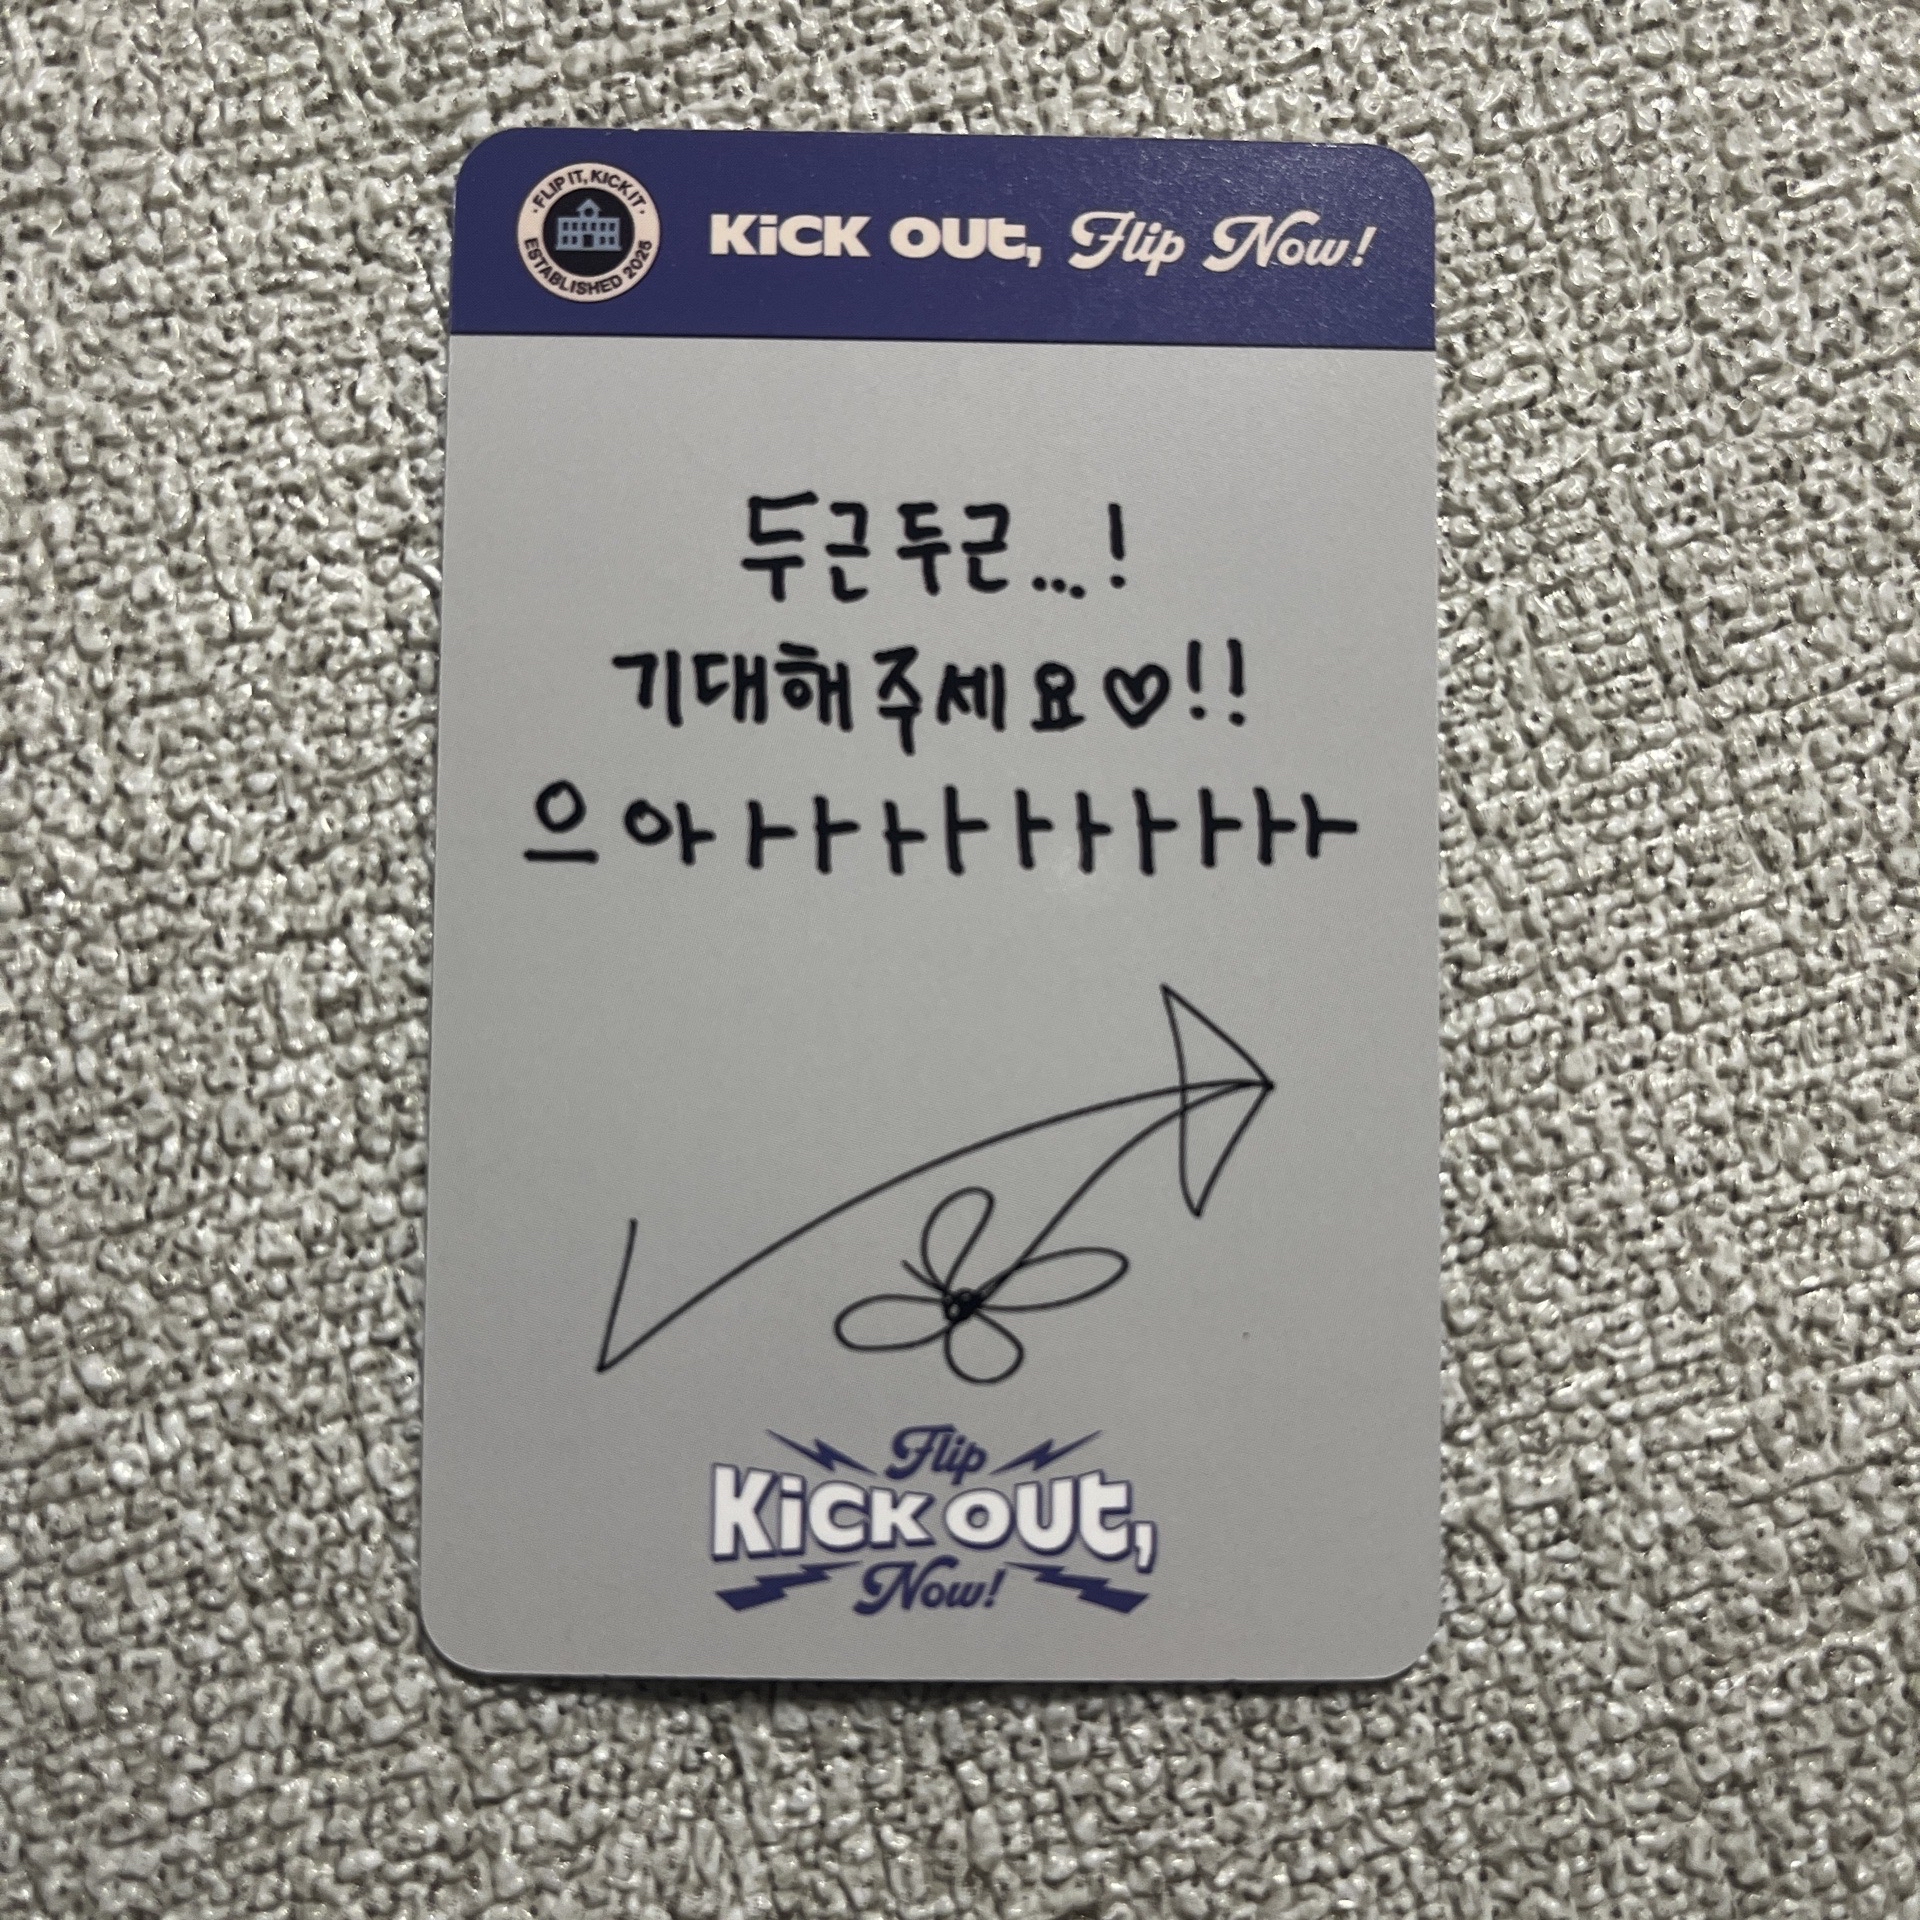 ·FLIP IT, KICK IT·
ESTABLISHED 2025
KiCK OUt, Flip Now!
두근두근...!
기대해주세요♡!!
으아ㅏㅏㅏㅏㅏㅏㅏㅏㅏㅏ
Flip
KiCK OUt,
Now!